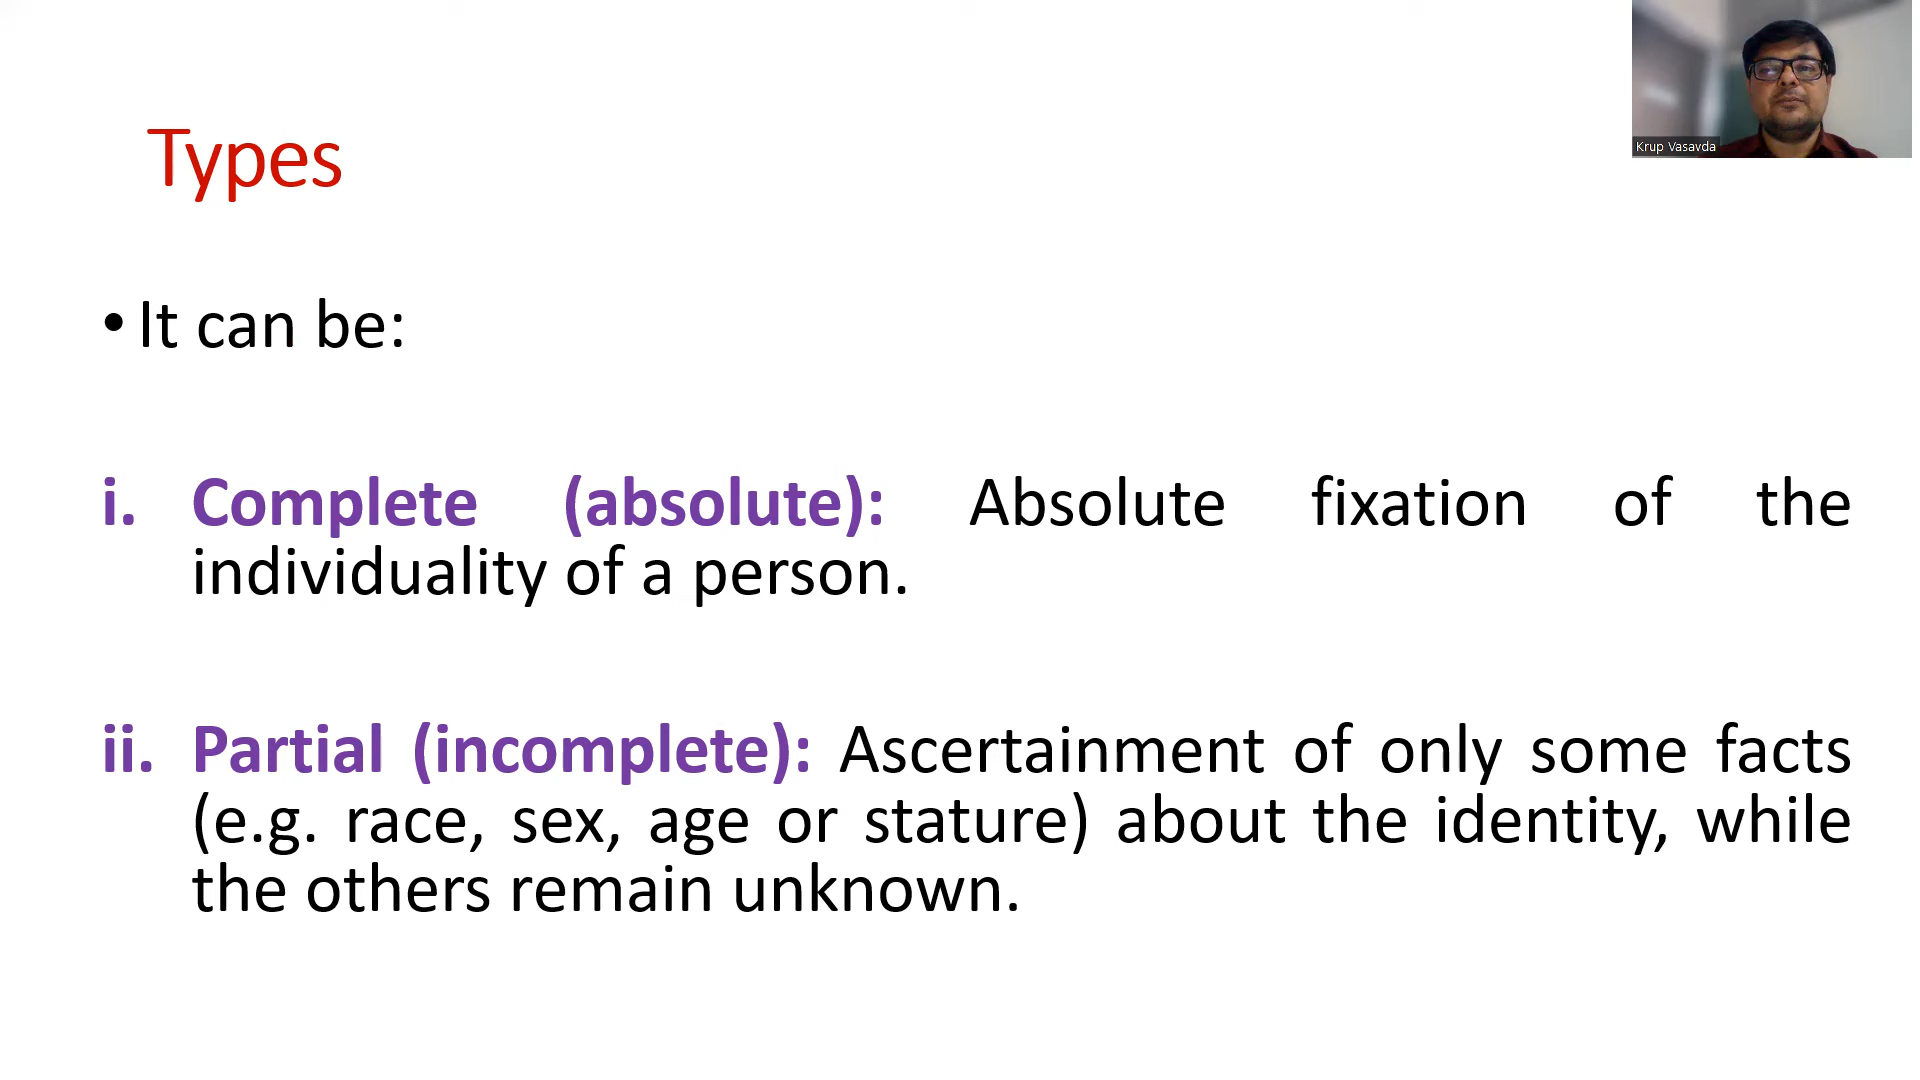 Krup Vasavda
Types
• It can be:
i. Complete (absolute): Absolute fixation of the
individuality of a person.
ii. Partial (incomplete): Ascertainment of only some facts
(e.g. race, sex, age or stature) about the identity, while
the others remain unknown.